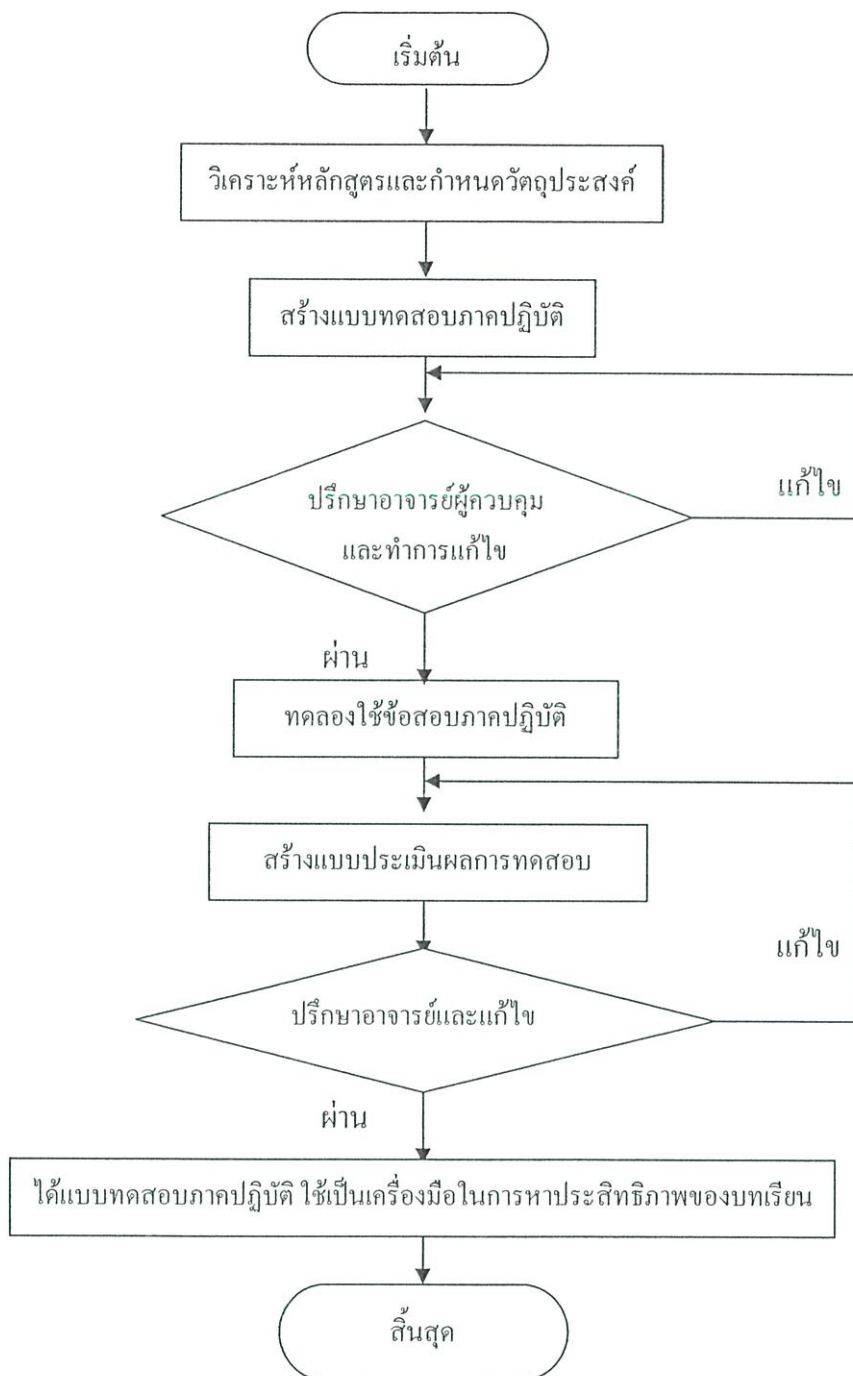 เริ่มต้น
วิเคราะห์หลักสูตรและกำหนดวัตถุประสงค์
สร้างแบบทดสอบภาคปฏิบัติ
ปรึกษาอาจารย์ผู้ควบคุม
และทำการแก้ไข
แก้ไข
ผ่าน
ทดลองใช้ข้อสอบภาคปฏิบัติ
สร้างแบบประเมินผลการทดสอบ
แก้ไข
ปรึกษาอาจารย์และแก้ไข
ผ่าน
ได้แบบทดสอบภาคปฏิบัติ ใช้เป็นเครื่องมือในการหาประสิทธิภาพของบทเรียน
สิ้นสุด